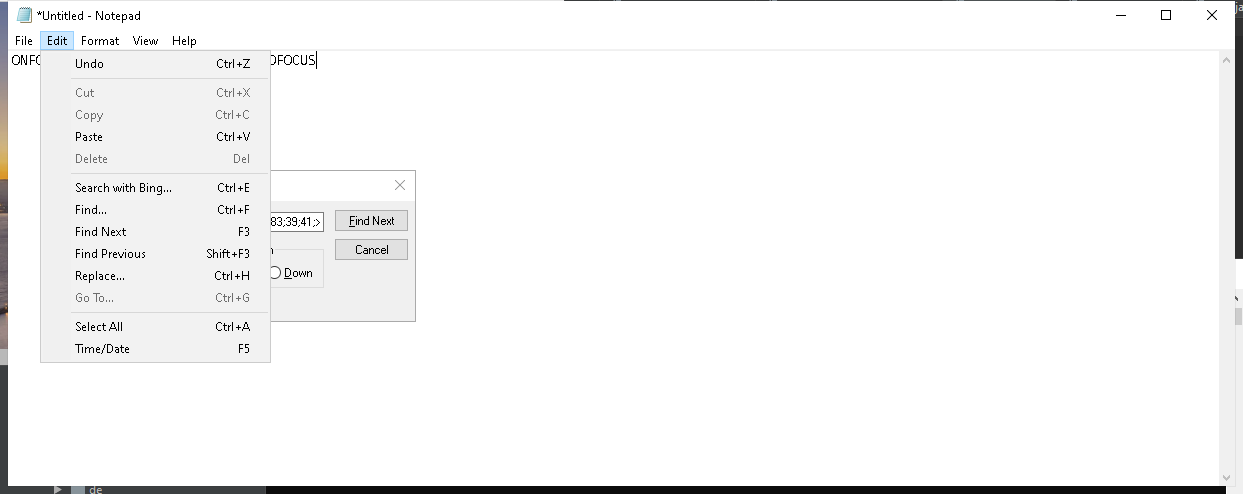 *Untitled - Notepad
File Edit Format View Help
Undo Ctrl+Z
Cut Ctrl+X
Copy Ctrl+C
Paste Ctrl+V
Delete Del
Search with Bing... Ctrl+E
Find... Ctrl+F
Find Next F3
Find Previous Shift+F3
Replace... Ctrl+H
Go To... Ctrl+G
Select All Ctrl+A
Time/Date F5
83;39;41;>
Find Next
Cancel
Down
de